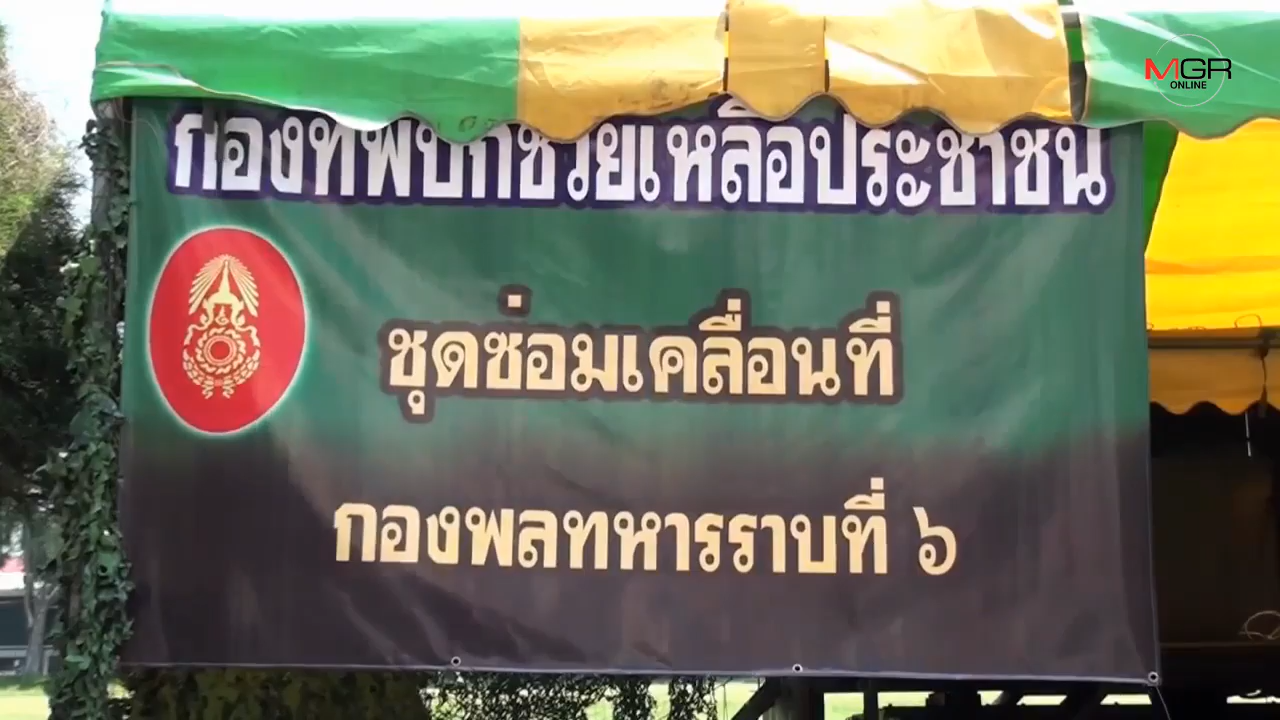 MGR
ONLINE
กองทัพบกช่วยเหลือประชาชน
ชุดซ่อมเคลื่อนที่
กองพลทหารราบที่ ๖